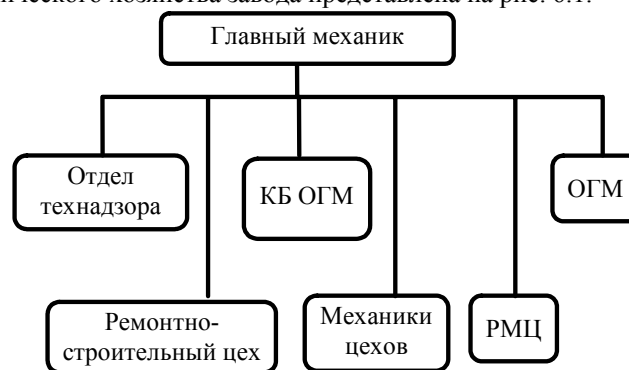 ческого хозяйства завода представлена на рис. 6.1.
Главный механик
Отдел
технадзора
КБ ОГМ
ОГМ
Ремонтно-
строительный цех
Механики
цехов
РМЦ